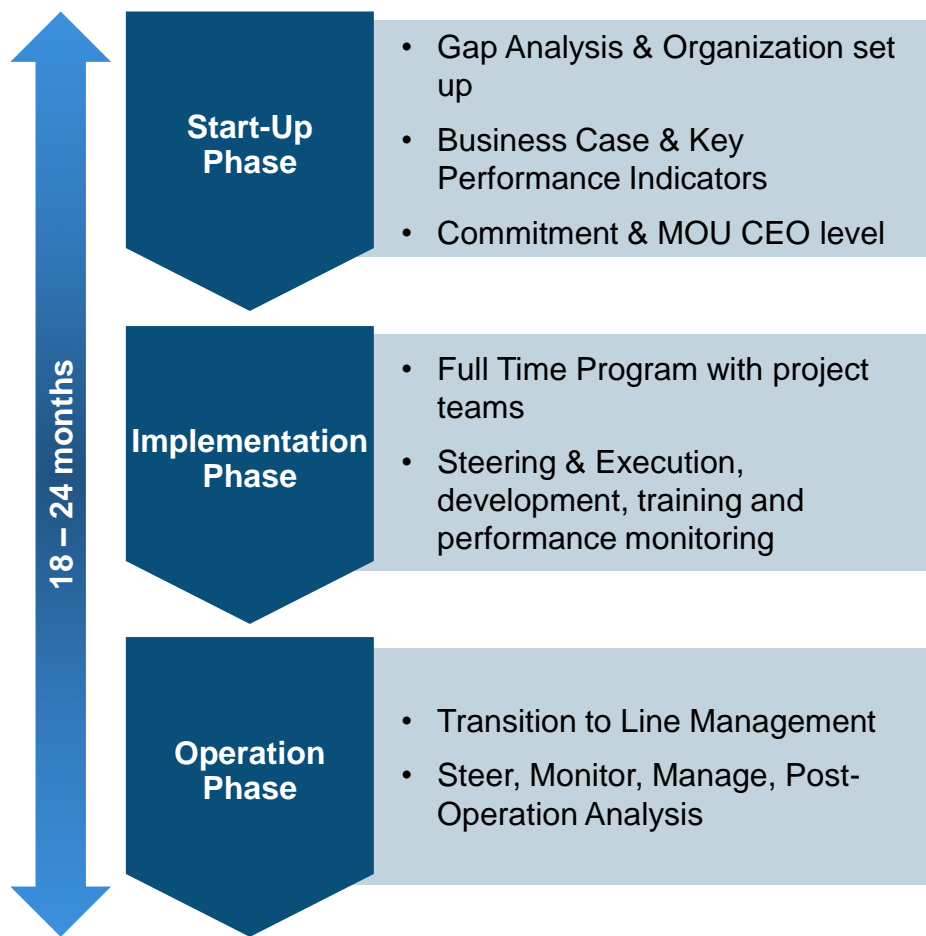 18 – 24 months
Start-Up
Phase
• Gap Analysis & Organization set
up
• Business Case & Key
Performance Indicators
• Commitment & MOU CEO level
Implementation
Phase
• Full Time Program with project
teams
• Steering & Execution,
development, training and
performance monitoring
Operation
Phase
• Transition to Line Management
• Steer, Monitor, Manage, Post-
Operation Analysis